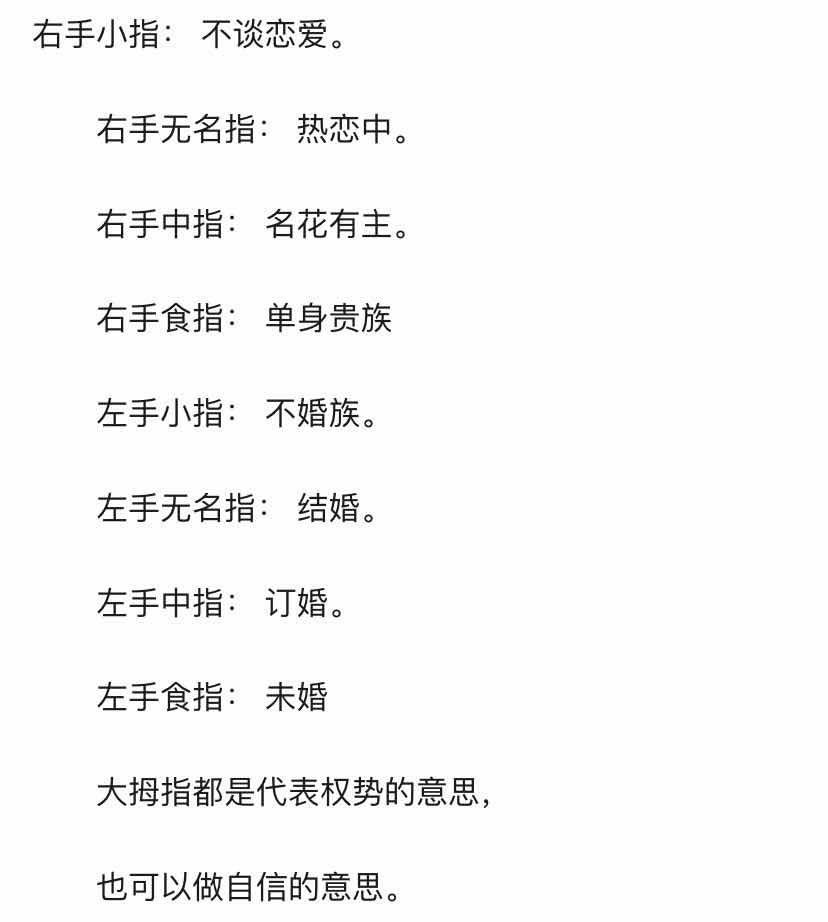 右手小指： 不谈恋爱。
右手无名指： 热恋中。
右手中指： 名花有主。
右手食指： 单身贵族
左手小指： 不婚族。
左手无名指： 结婚。
左手中指： 订婚。
左手食指： 未婚
大拇指都是代表权势的意思，
也可以做自信的意思。